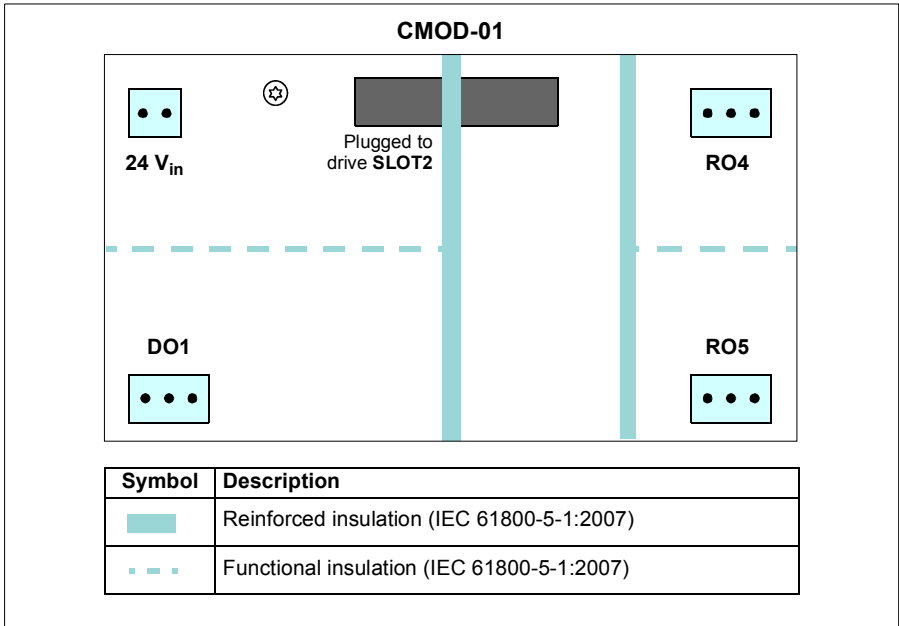 CMOD-01
24 Vin
Plugged to
drive SLOT2
RO4
DO1
RO5
Symbol Description
Reinforced insulation (IEC 61800-5-1:2007)
Functional insulation (IEC 61800-5-1:2007)